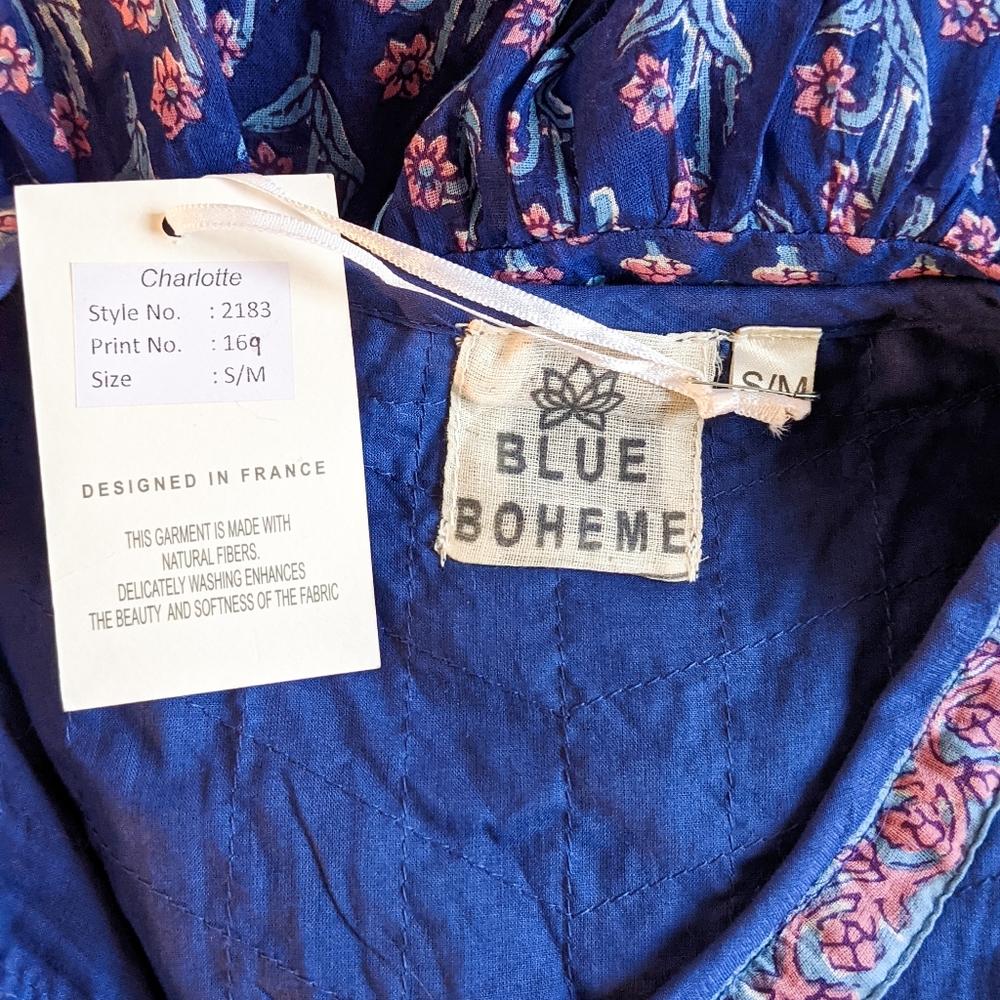 Charlotte
Style No. : 2183
Print No. : 169
Size : S/M
DESIGNED IN FRANCE
THIS GARMENT IS MADE WITH
NATURAL FIBERS.
DELICATELY WASHING ENHANCES
THE BEAUTY AND SOFTNESS OF THE FABRIC
BLUE
BOHEME
S/M